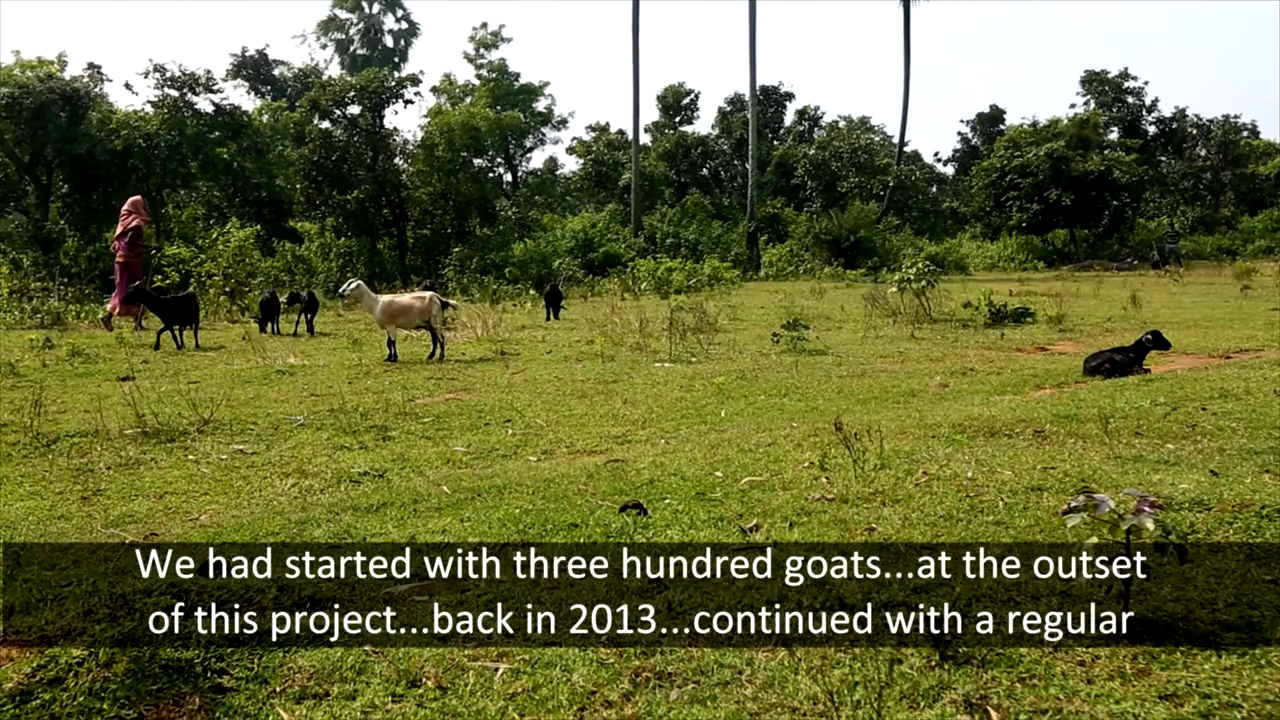 We had started with three hundred goats...at the outset
of this project...back in 2013...continued with a regular